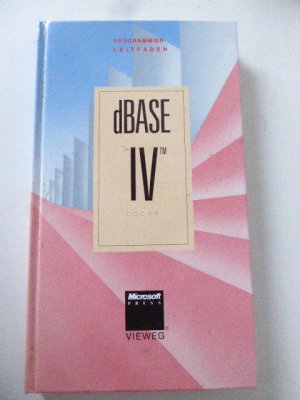 PROGRAMMIER
LEITFADEN
dBASE
IV™
Microsoft
PRESS
VIEWEG